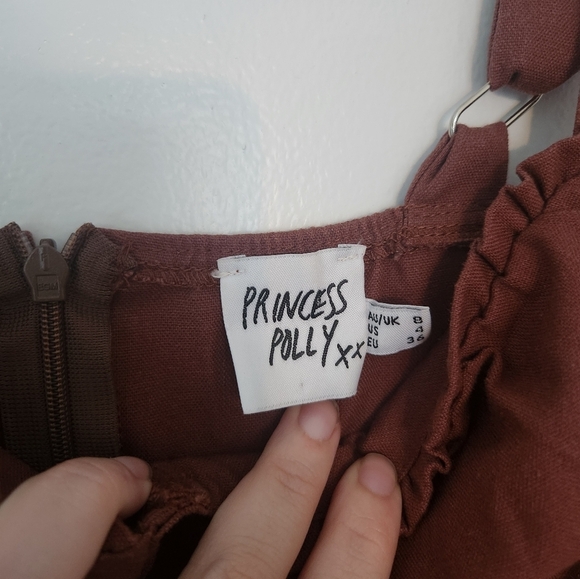 PRINCESS
POLLY xx
AU/UK 8
US 4
EU 36